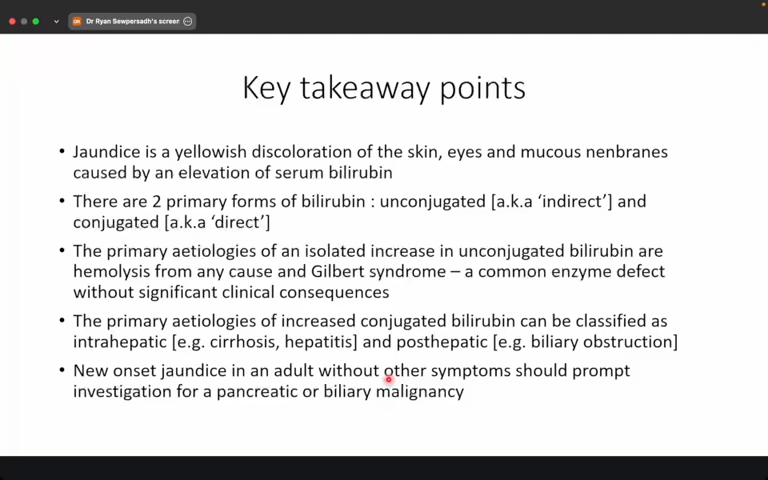 Dr Ryan Sewpersadh's screen
Key takeaway points
• Jaundice is a yellowish discoloration of the skin, eyes and mucous nenbranes
caused by an elevation of serum bilirubin
• There are 2 primary forms of bilirubin : unconjugated [a.k.a ‘indirect’] and
conjugated [a.k.a ‘direct’]
• The primary aetiologies of an isolated increase in unconjugated bilirubin are
hemolysis from any cause and Gilbert syndrome – a common enzyme defect
without significant clinical consequences
• The primary aetiologies of increased conjugated bilirubin can be classified as
intrahepatic [e.g. cirrhosis, hepatitis] and posthepatic [e.g. biliary obstruction]
• New onset jaundice in an adult without other symptoms should prompt
investigation for a pancreatic or biliary malignancy